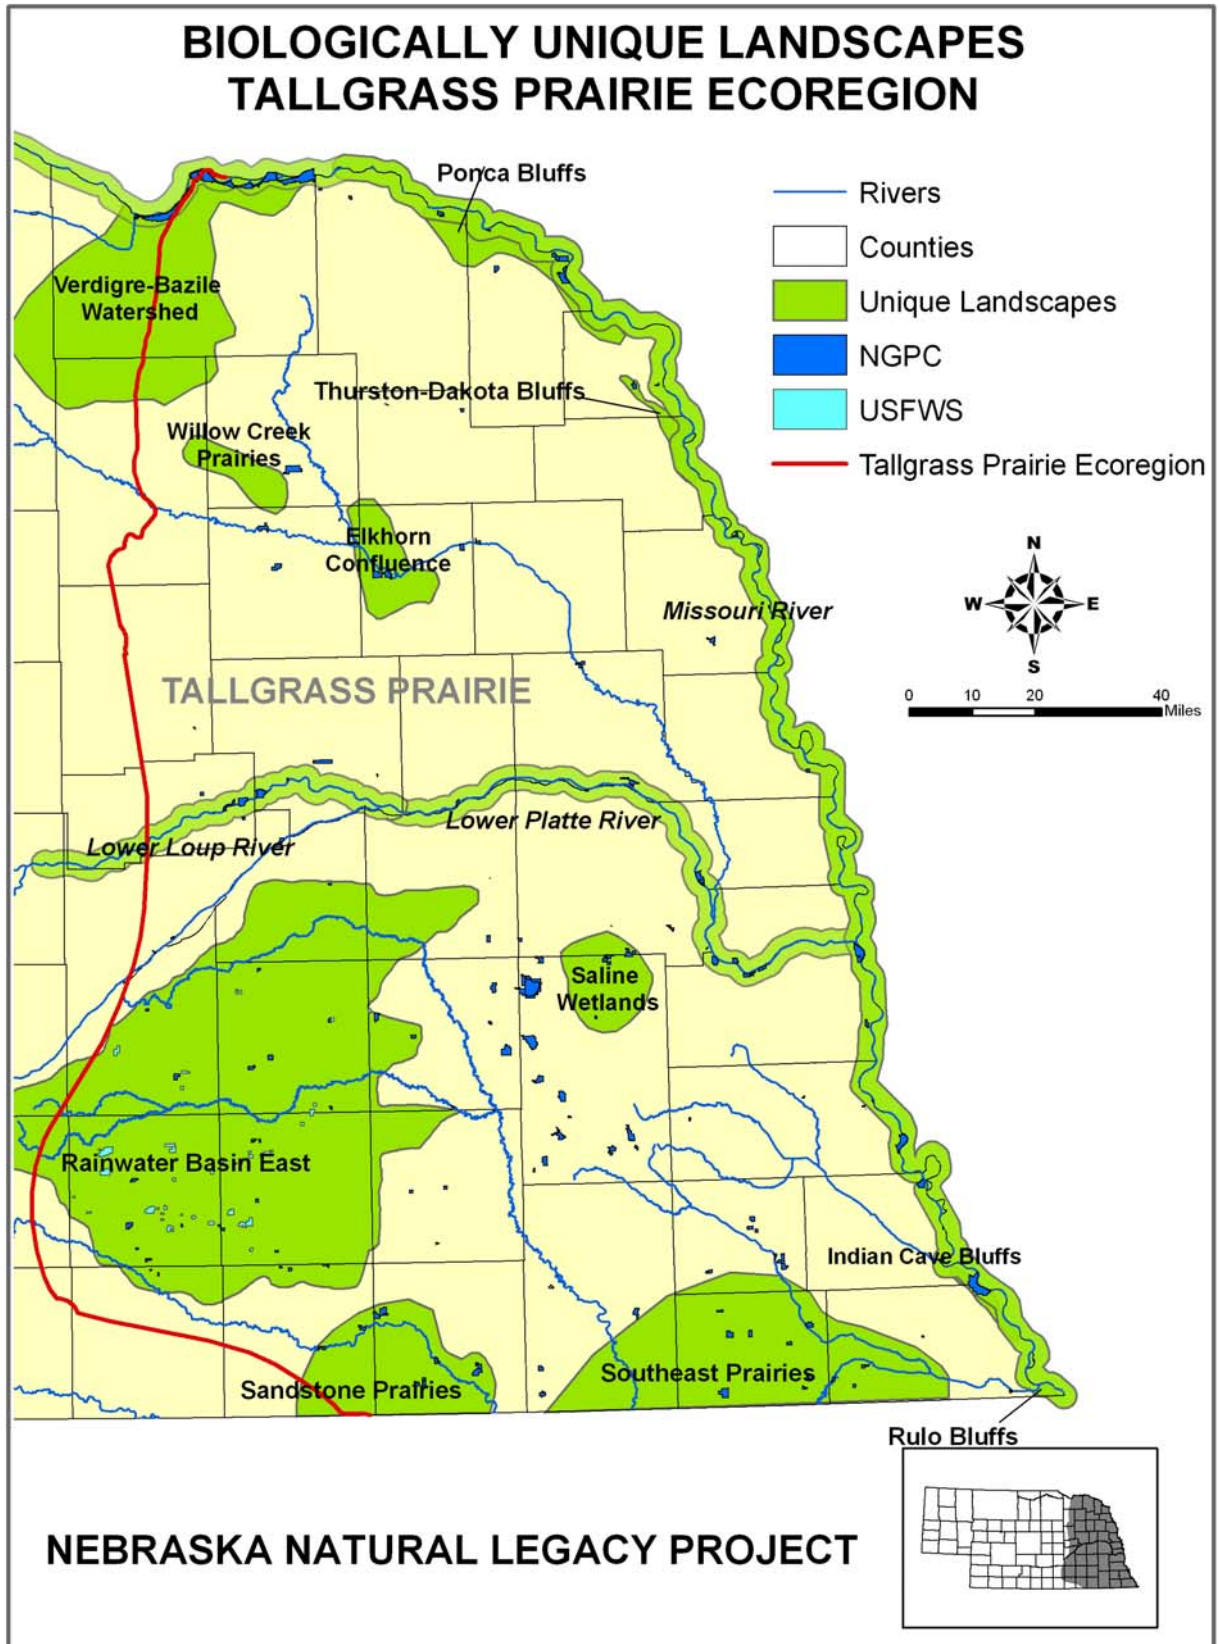 BIOLOGICALLY UNIQUE LANDSCAPES
TALLGRASS PRAIRIE ECOREGION
Ponca Bluffs
Rivers
Counties
Unique Landscapes
NGPC
USFWS
Tallgrass Prairie Ecoregion
Verdigre-Bazile
Watershed
Thurston-Dakota Bluffs
Willow Creek
Prairies
Elkhorn
Confluence
N
W
E
S
0 10 20 40
Miles
Missouri River
TALLGRASS PRAIRIE
Lower Platte River
Lower Loup River
Saline
Wetlands
Rainwater Basin East
Indian Cave Bluffs
Southeast Prairies
Sandstone Prairies
Rulo Bluffs
NEBRASKA NATURAL LEGACY PROJECT